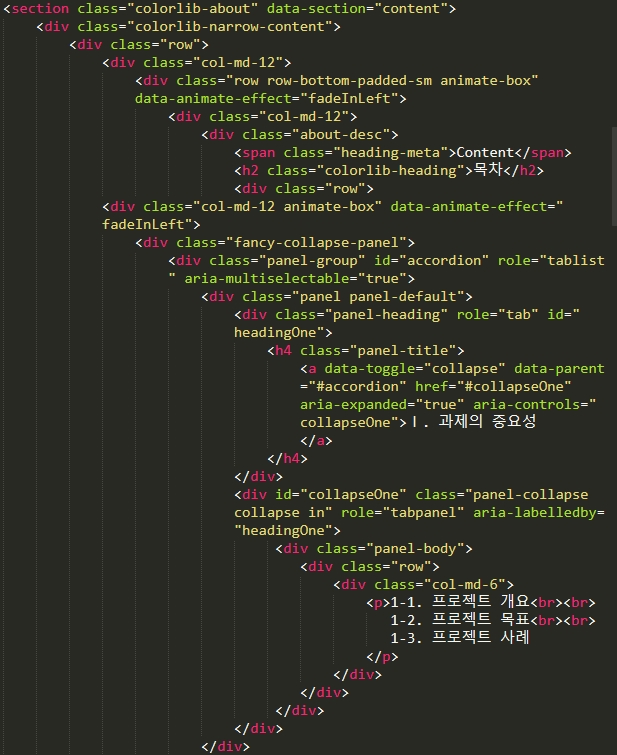 <section class="colorlib-about" data-section="content">
<div class="colorlib-narrow-content">
<div class="row">
<div class="col-md-12">
<div class="row row-bottom-padded-sm animate-box"
data-animate-effect="fadeInLeft">
<div class="col-md-12">
<div class="about-desc">
<span class="heading-meta">Content</span>
<h2 class="colorlib-heading">목차</h2>
<div class="row">
<div class="col-md-12 animate-box" data-animate-effect="
fadeInLeft">
<div class="fancy-collapse-panel">
<div class="panel-group" id="accordion" role="tablist
" aria-multiselectable="true">
<div class="panel panel-default">
<div class="panel-heading" role="tab" id="
headingOne">
<h4 class="panel-title">
<a data-toggle="collapse" data-parent
="#accordion" href="#collapseOne"
aria-expanded="true" aria-controls="
collapseOne">Ⅰ. 과제의 중요성
</a>
</h4>
</div>
<div id="collapseOne" class="panel-collapse
collapse in" role="tabpanel" aria-labelledby=
"headingOne">
<div class="panel-body">
<div class="row">
<div class="col-md-6">
<p>1-1. 프로젝트 개요<br><br>
1-2. 프로젝트 목표<br><br>
1-3. 프로젝트 사례
</p>
</div>
</div>
</div>
</div>
</div>